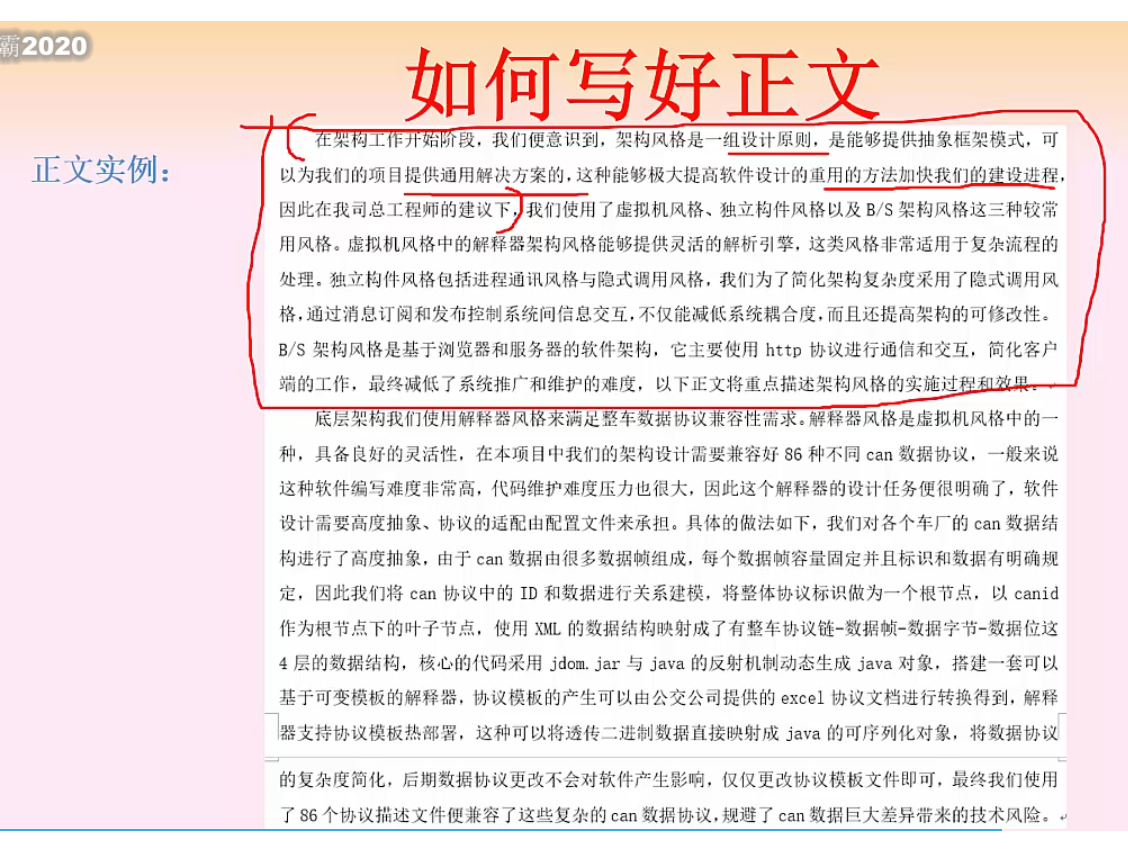 霸2020
如何写好正文
正文实例：
在架构工作开始阶段，我们便意识到，架构风格是一组设计原则，是能够提供抽象框架模式，可
以为我们的项目提供通用解决方案的，这种能够极大提高软件设计的重用的方法加快我们的建设进程，
因此在我司总工程师的建议下，我们使用了虚拟机风格、独立构件风格以及 B/S 架构风格这三种较常
用风格。虚拟机风格中的解释器架构风格能够提供灵活的解析引擎，这类风格非常适用于复杂流程的
处理。独立构件风格包括进程通讯风格与隐式调用风格，我们为了简化架构复杂度采用了隐式调用风
格，通过消息订阅和发布控制系统间信息交互，不仅能减低系统耦合度，而且还提高架构的可修改性。
B/S 架构风格是基于浏览器和服务器的软件架构，它主要使用 http 协议进行通信和交互，简化客户
端的工作，最终减低了系统推广和维护的难度，以下正文将重点描述架构风格的实施过程和效果。
底层架构我们使用解释器风格来满足整车数据协议兼容性需求。解释器风格是虚拟机风格中的一
种，具备良好的灵活性，在本项目中我们的架构设计需要兼容好 86 种不同 can 数据协议，一般来说
这种软件编写难度非常高，代码维护难度压力也很大，因此这个解释器的设计任务便很明确了，软件
设计需要高度抽象、协议的适配由配置文件来承担。具体的做法如下，我们对各个车厂的 can 数据结
构进行了高度抽象，由于 can 数据由很多数据帧组成，每个数据帧容量固定并且标识和数据有明确规
定，因此我们将 can 协议中的 ID 和数据进行关系建模，将整体协议标识做为一个根节点，以 canid
作为根节点下的叶子节点，使用 XML 的数据结构映射成了有整车协议链-数据帧-数据字节-数据位这
4 层的数据结构，核心的代码采用 jdom.jar 与 java 的反射机制动态生成 java 对象，搭建一套可以
基于可变模板的解释器，协议模板的产生可以由公交公司提供的 excel 协议文档进行转换得到，解释
器支持协议模板热部署，这种可以将透传二进制数据直接映射成 java 的可序列化对象，将数据协议
的复杂度简化，后期数据协议更改不会对软件产生影响，仅仅更改协议模板文件即可，最终我们使用
了 86 个协议描述文件便兼容了这些复杂的 can 数据协议，规避了 can 数据巨大差异带来的技术风险。